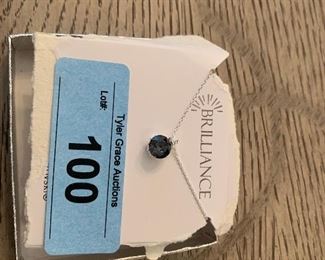 Tyler Grace Auctions
Lot#:
100
BRILLIANCE